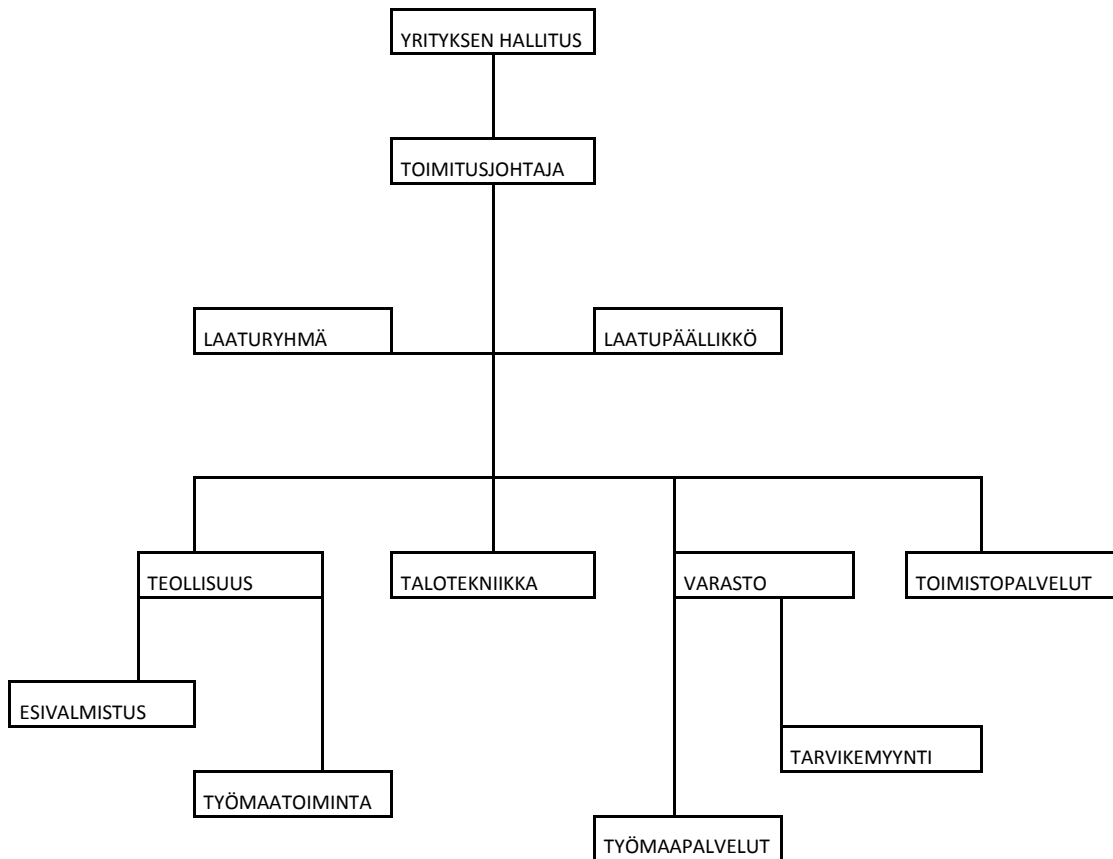 YRITYKSEN HALLITUS
TOIMITUSJOHTAJA
LAATURYHMÄ
LAATUPÄÄLLIKKÖ
TEOLLISUUS
TALOTEKNIIKKA
VARASTO
TOIMISTOPALVELUT
ESIVALMISTUS
TARVIKEMYYNTI
TYÖMAATOIMINTA
TYÖMAAPALVELUT